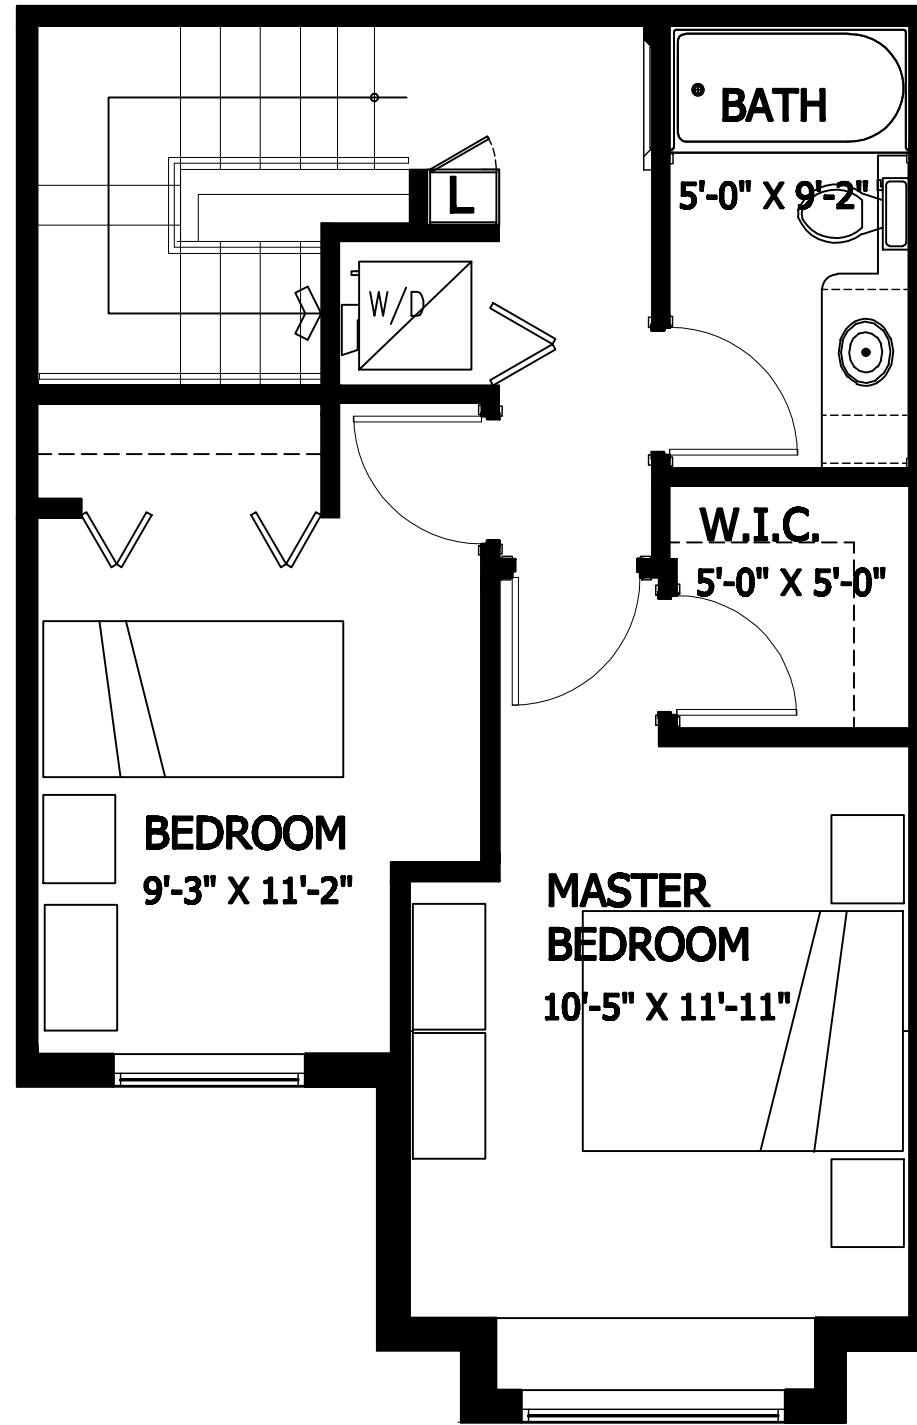 BATH
5'-0" X 9'-2"
L
W/D
W.I.C.
5'-0" X 5'-0"
BEDROOM
9'-3" X 11'-2"
MASTER
BEDROOM
10'-5" X 11'-11"